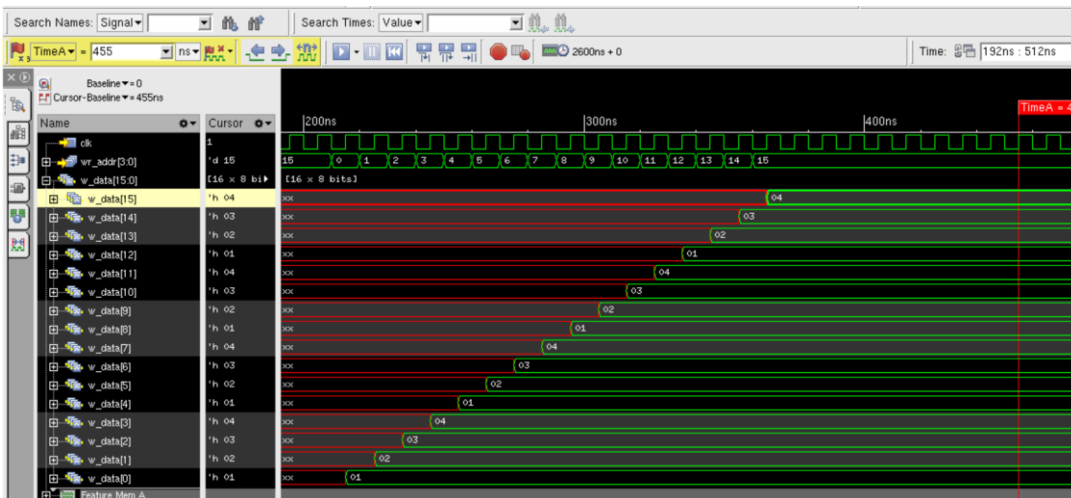 Search Names: Signal Search Times: Value
TimeA = 455 ns 2600ns + 0 Time: 192ns : 512ns
Baseline = 0
Cursor-Baseline = 455ns
TimeA = 4
Name Cursor 200ns 300ns 400ns
clk 1
wr_addr[3:0] 'd 15 15 0 1 2 3 4 5 6 7 8 9 10 11 12 13 14 15
w_data[15:0] [16 x 8 bi [16 x 8 bits]
w_data[15] 'h 04 xx 04
w_data[14] 'h 03 xx 03
w_data[13] 'h 02 xx 02
w_data[12] 'h 01 xx 01
w_data[11] 'h 04 xx 04
w_data[10] 'h 03 xx 03
w_data[9] 'h 02 xx 02
w_data[8] 'h 01 xx 01
w_data[7] 'h 04 xx 04
w_data[6] 'h 03 xx 03
w_data[5] 'h 02 xx 02
w_data[4] 'h 01 xx 01
w_data[3] 'h 04 xx 04
w_data[2] 'h 03 xx 03
w_data[1] 'h 02 xx 02
w_data[0] 'h 01 xx 01
Feature Mem A